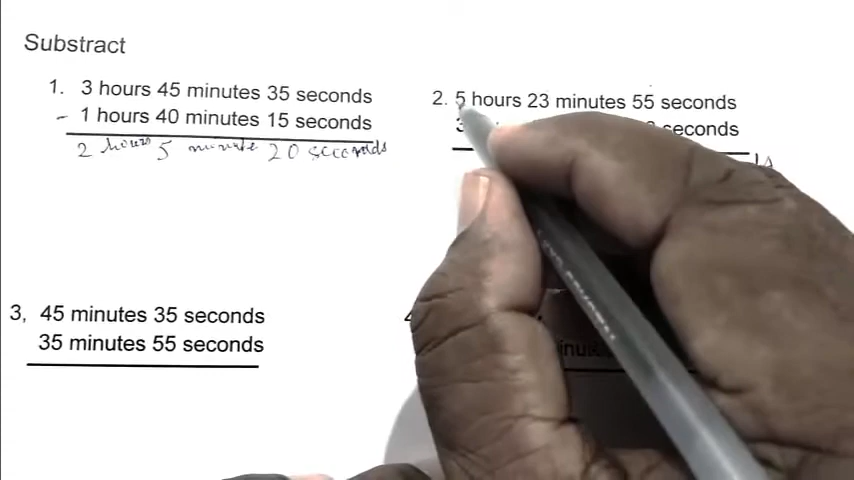 Substract
1. 3 hours 45 minutes 35 seconds
- 1 hours 40 minutes 15 seconds
2 hours 5 minute 20 seconds
2. 5 hours 23 minutes 55 seconds
3 seconds
3, 45 minutes 35 seconds
35 minutes 55 seconds